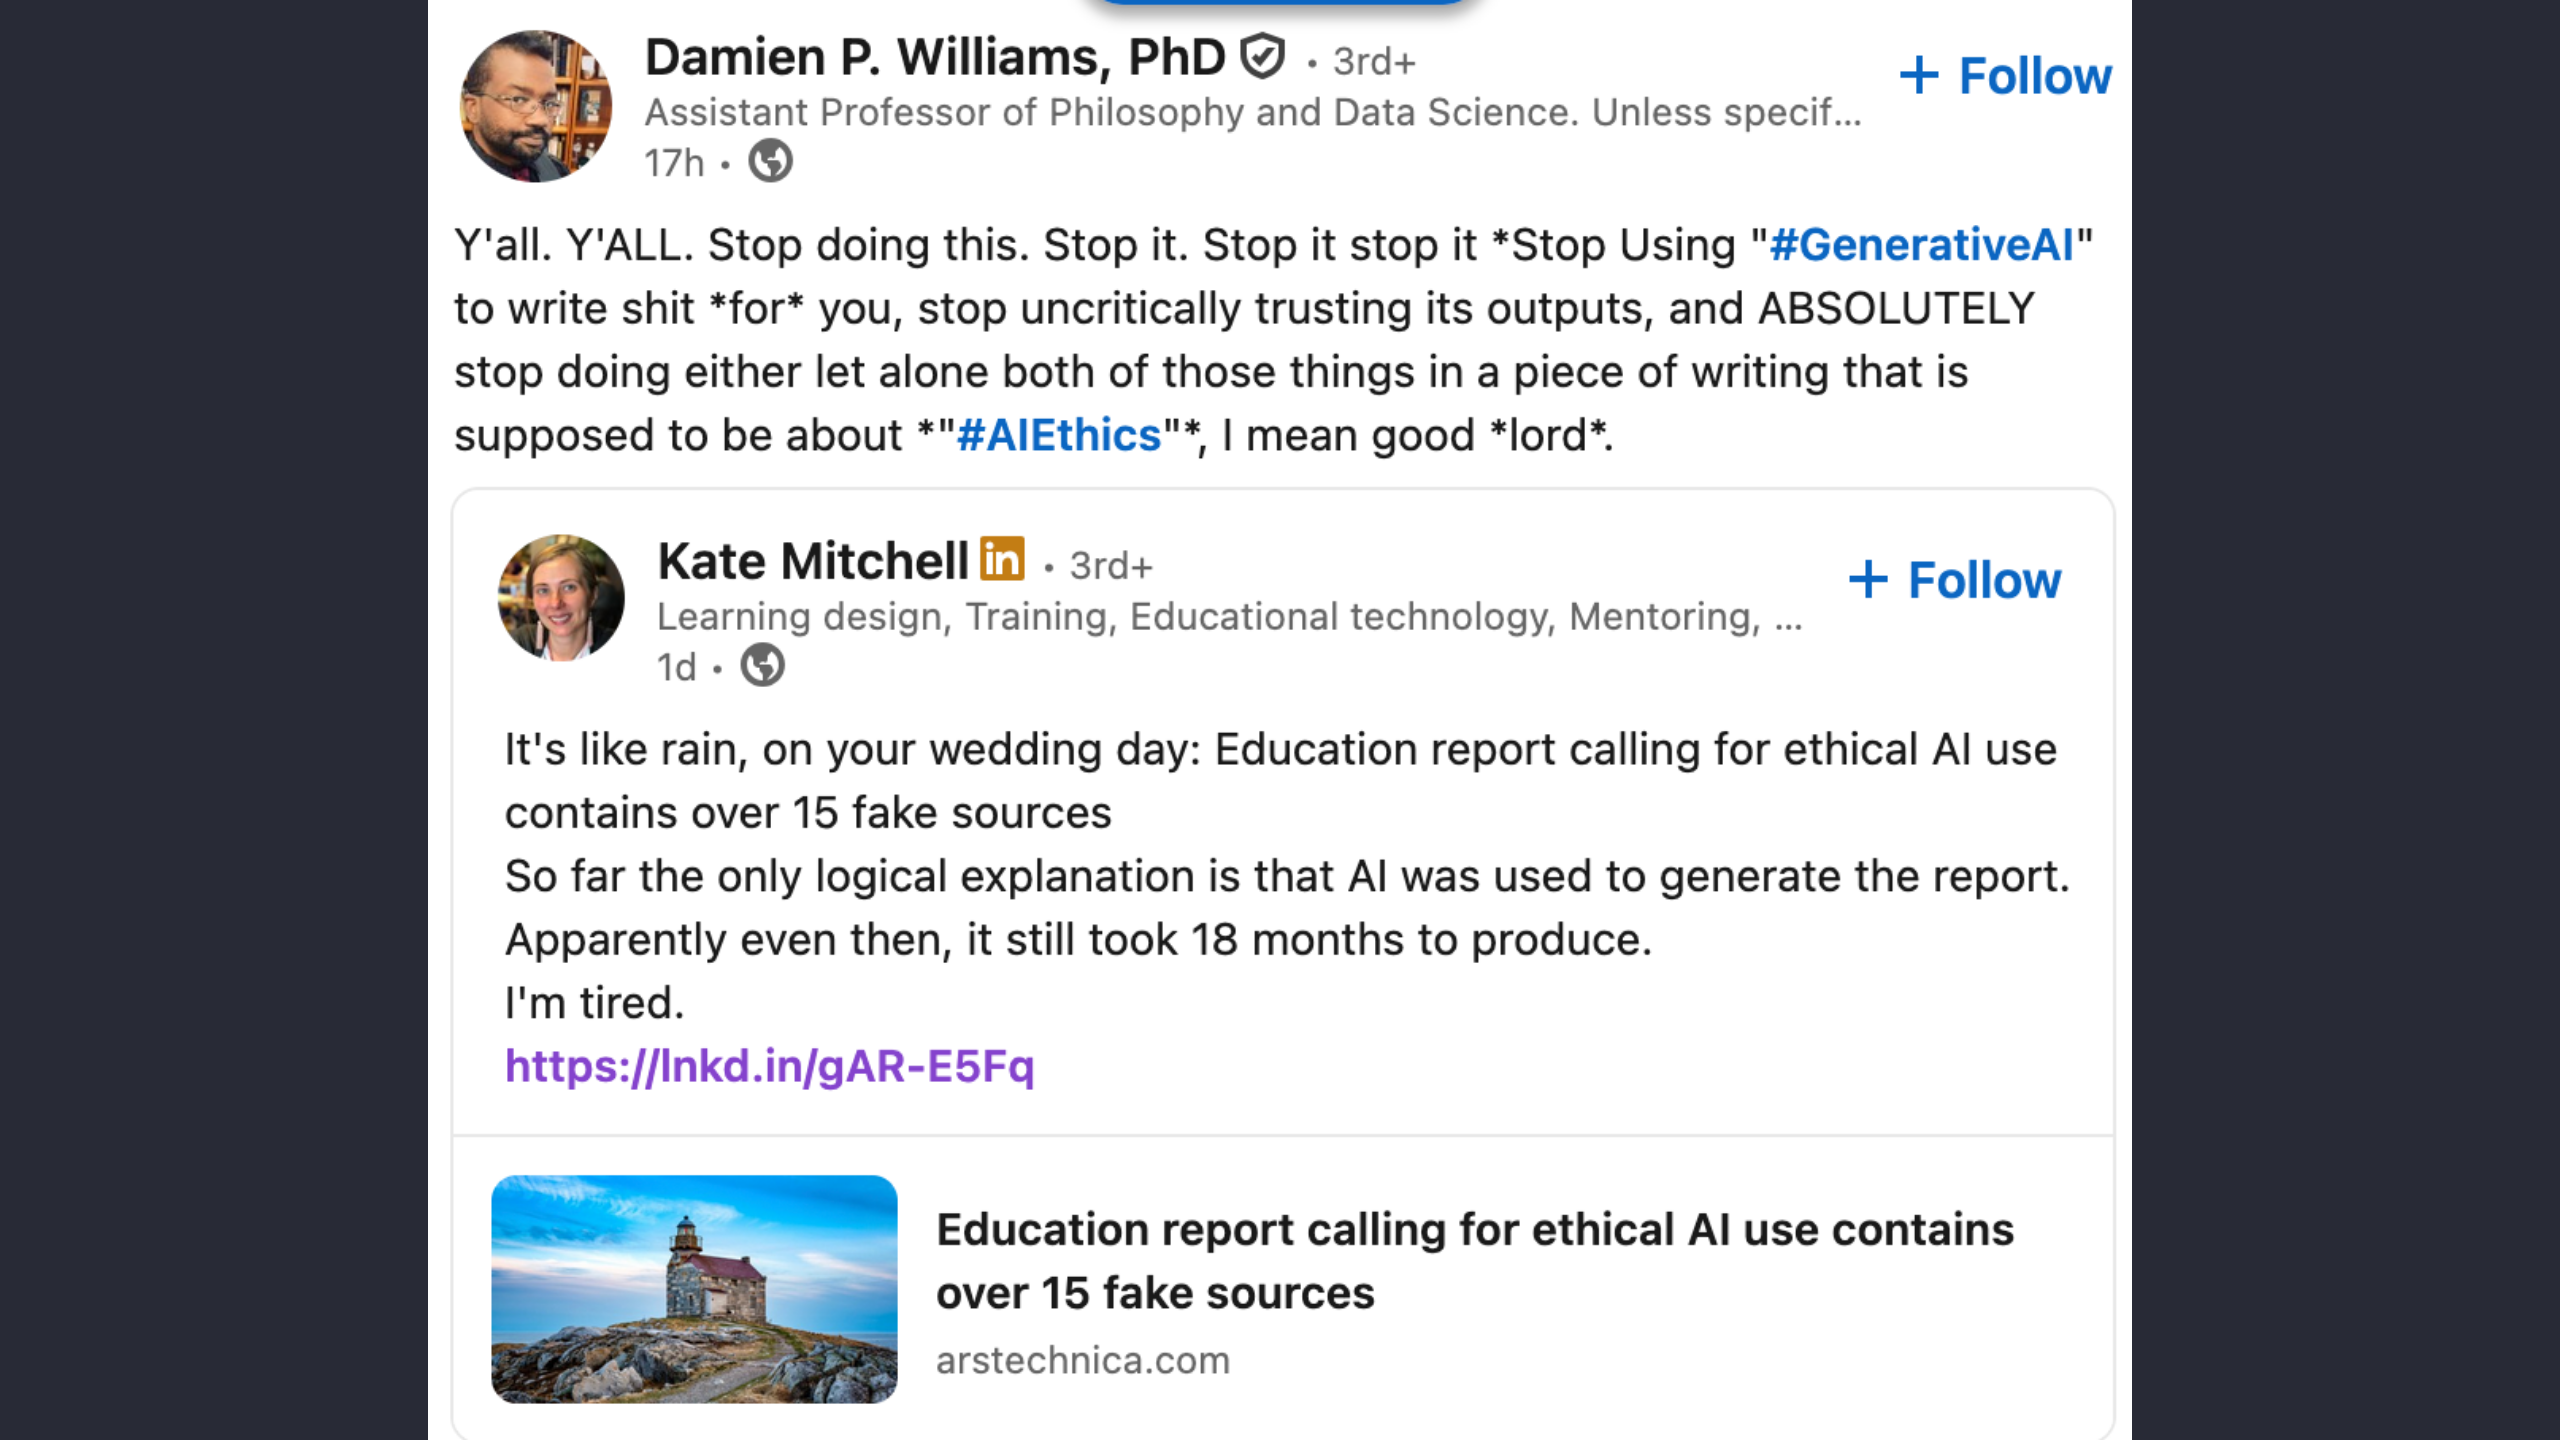 Damien P. Williams, PhD • 3rd+
+ Follow
Assistant Professor of Philosophy and Data Science. Unless specif...
17h •
Y'all. Y'ALL. Stop doing this. Stop it. Stop it stop it *Stop Using "#GenerativeAI"
to write shit *for* you, stop uncritically trusting its outputs, and ABSOLUTELY
stop doing either let alone both of those things in a piece of writing that is
supposed to be about *"#AIEthics"*, I mean good *lord*.
Kate Mitchell in • 3rd+
+ Follow
Learning design, Training, Educational technology, Mentoring, ...
1d •
It's like rain, on your wedding day: Education report calling for ethical AI use
contains over 15 fake sources
So far the only logical explanation is that AI was used to generate the report.
Apparently even then, it still took 18 months to produce.
I'm tired.
https://lnkd.in/gAR-E5Fq
Education report calling for ethical AI use contains
over 15 fake sources
arstechnica.com